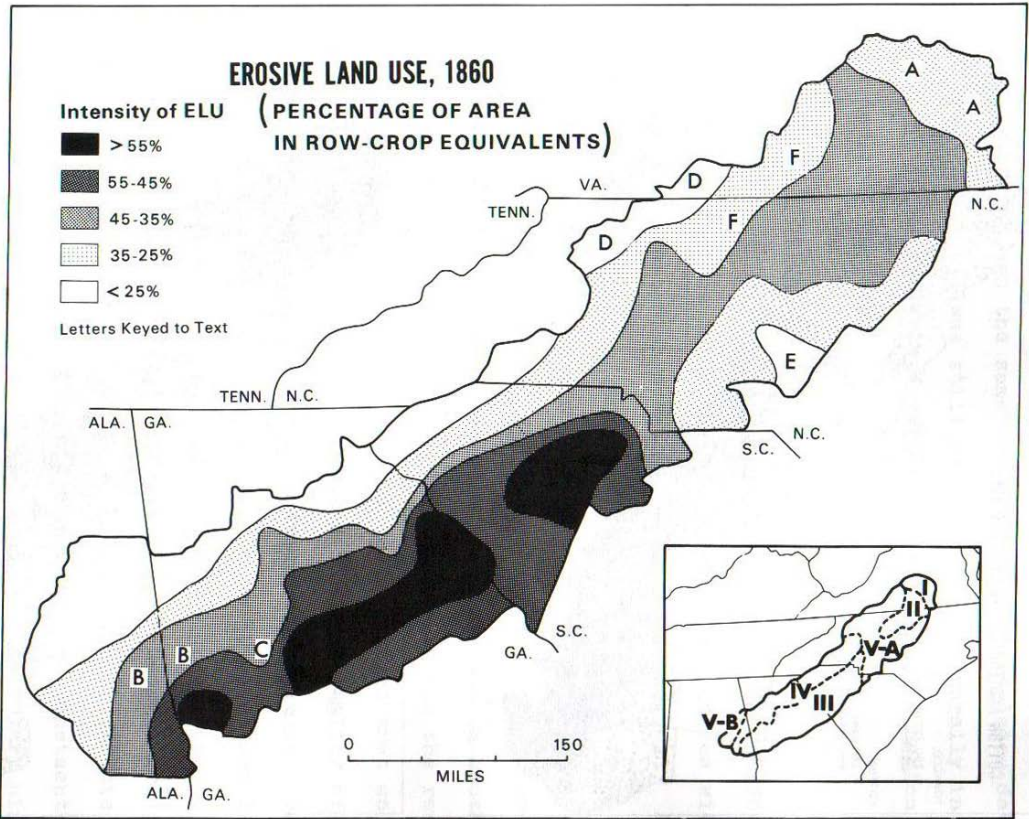 EROSIVE LAND USE, 1860
(PERCENTAGE OF AREA
IN ROW-CROP EQUIVALENTS)
Intensity of ELU
> 55%
55-45%
45-35%
35-25%
< 25%
Letters Keyed to Text
A
A
F
D
VA.
TENN.
N.C.
F
D
E
TENN.
N.C.
ALA.
GA.
N.C.
S.C.
S.C.
GA.
C
B
B
0
150
MILES
ALA.
GA.
I
II
V-A
IV
III
V-B